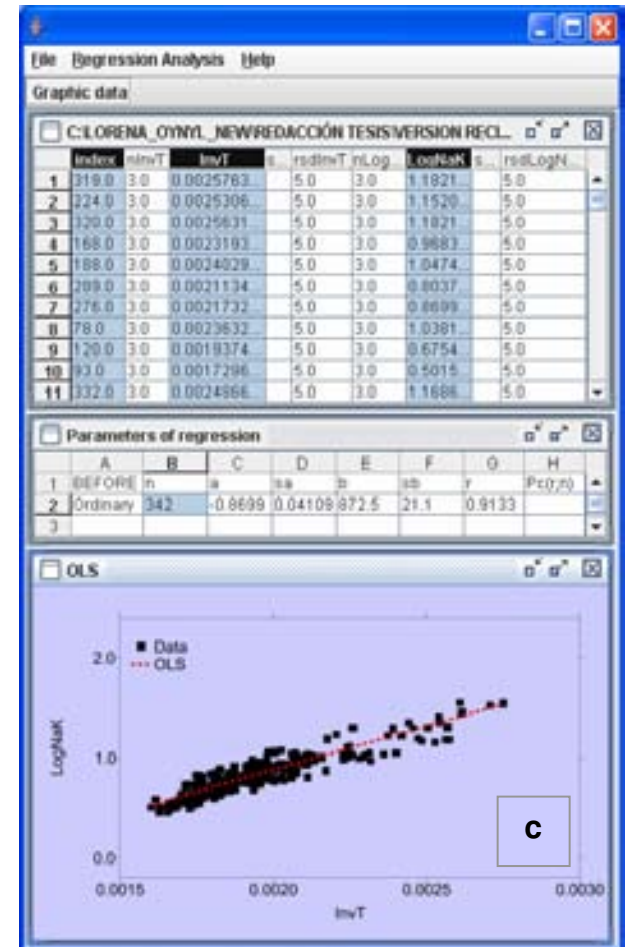 File Regression Analysis Help
Graphic data
C:\LORENA_OYNYL_NEW\REDACCIÓN TESIS\VERSION RECI...
Index nInvT InvT s... rsdInvT nLog... LogNaK s... rsdLogN...
1 319.0 3.0 0.0025763... 5.0 3.0 1.1821... 5.0
2 224.0 3.0 0.0025306... 5.0 3.0 1.1520... 5.0
3 320.0 3.0 0.0025631... 5.0 3.0 1.1821... 5.0
4 168.0 3.0 0.0023193... 5.0 3.0 0.9683... 5.0
5 188.0 3.0 0.0024029... 5.0 3.0 1.0474... 5.0
6 3.0 0.0021134... 5.0 3.0 0.8037... 5.0
7 276.0 3.0 0.0021732... 5.0 3.0 0.8699... 5.0
8 78.0 3.0 0.0023632... 5.0 3.0 1.0381... 5.0
9 120.0 3.0 0.0019374... 5.0 3.0 0.6754... 5.0
10 93.0 3.0 0.0017296... 5.0 3.0 0.5015... 5.0
11 332.0 3.0 0.0024866... 5.0 3.0 1.1686... 5.0
Parameters of regression
A B C D E F G H
1 BEFORE n a sa b sb r Pc(r;n)
2 Ordinary 342 -0.8699 0.04109 872.5 21.1 0.9133
3
OLS
Data
OLS
2.0
1.0
0.0
LogNaK
c
0.0015 0.0020 0.0025 0.0030
InvT